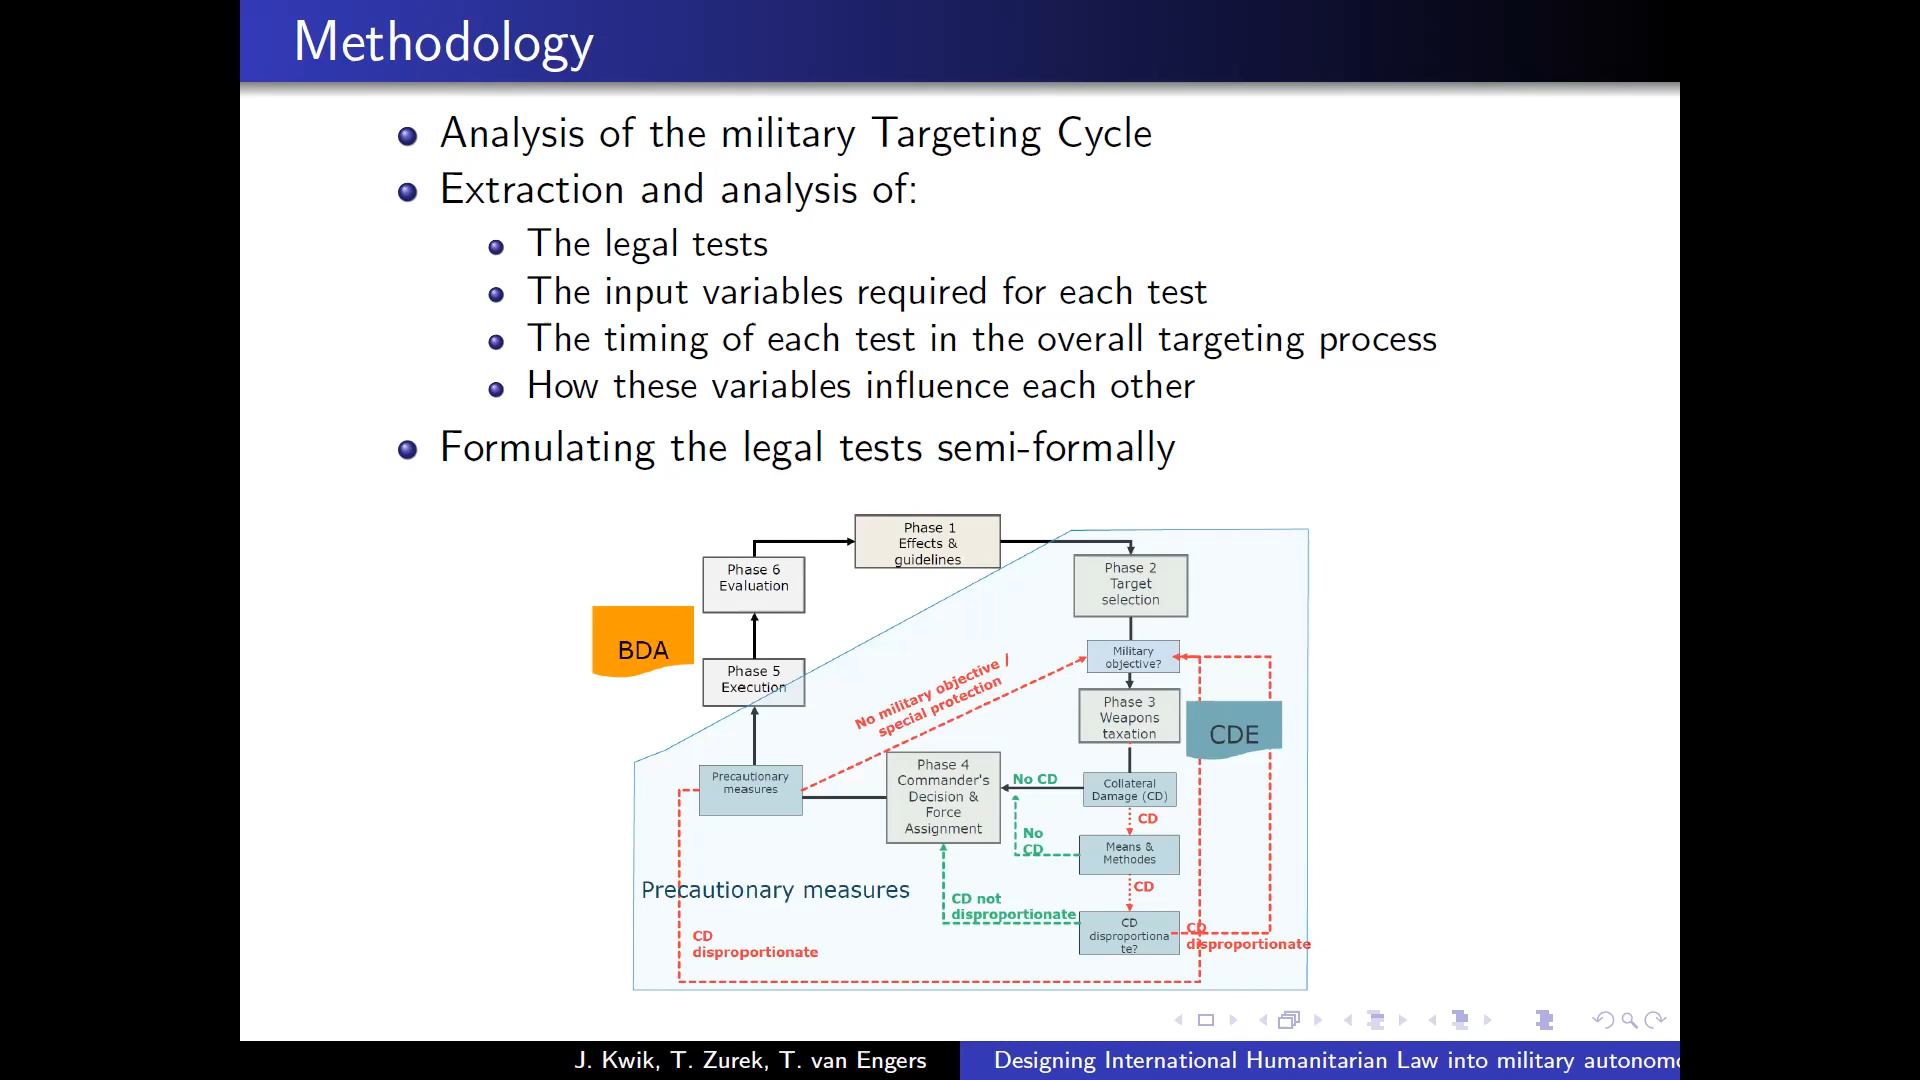 Methodology
Analysis of the military Targeting Cycle
Extraction and analysis of:
The legal tests
The input variables required for each test
The timing of each test in the overall targeting process
How these variables influence each other
Formulating the legal tests semi-formally
Phase 1
Effects &
guidelines
Phase 6
Evaluation
Phase 2
Target
selection
BDA
Military
objective?
Phase 5
Execution
No military objective /
special protection
Phase 3
Weapons
taxation
CDE
Precautionary
measures
Phase 4
Commander's
Decision &
Force
Assignment
No CD
Collateral
Damage (CD)
CD
No
CD
Means &
Methodes
CD
Precautionary measures
CD not
disproportionate
CD
disproportiona
te?
CD
disproportionate
CD
disproportionate
J. Kwik, T. Zurek, T. van Engers
Designing International Humanitarian Law into military autonomo